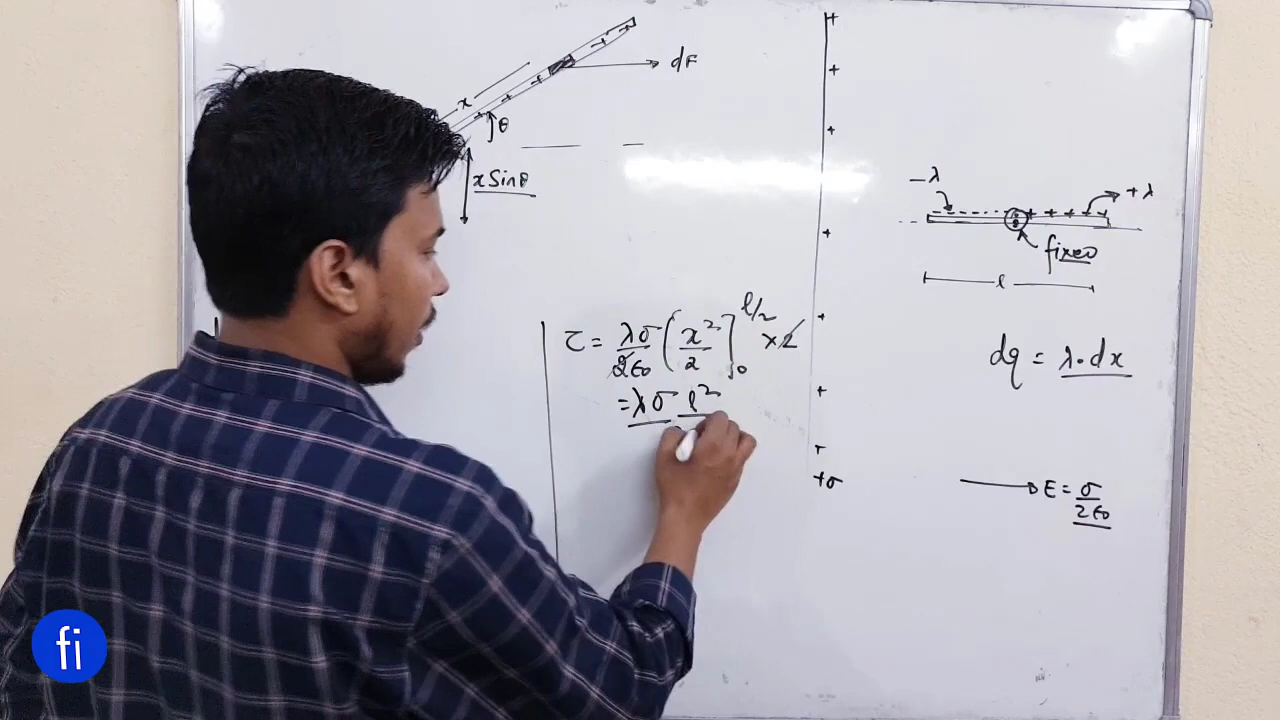 dF
x
θ
x Sinθ
τ = λσ/2ε₀ [x²/2]₀^(l/2) × 2
= λσ l²
+
+
+
+
+
+
+
+σ
−λ
+λ
+ + + + +
fixed
l
dq = λ·dx
E = σ/2ε₀
fi